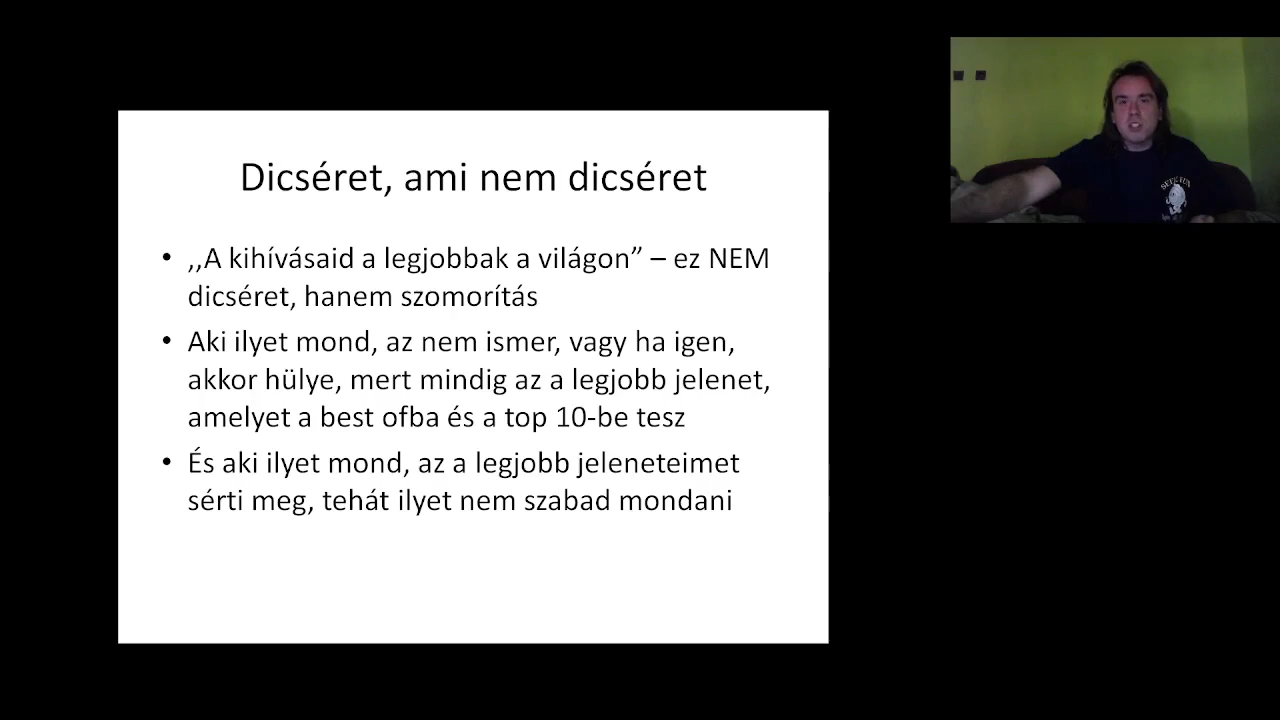 Dicséret, ami nem dicséret
• ,,A kihívásaid a legjobbak a világon” – ez NEM
dicséret, hanem szomorítás
• Aki ilyet mond, az nem ismer, vagy ha igen,
akkor hülye, mert mindig az a legjobb jelenet,
amelyet a best ofba és a top 10-be tesz
• És aki ilyet mond, az a legjobb jeleneteimet
sérti meg, tehát ilyet nem szabad mondani